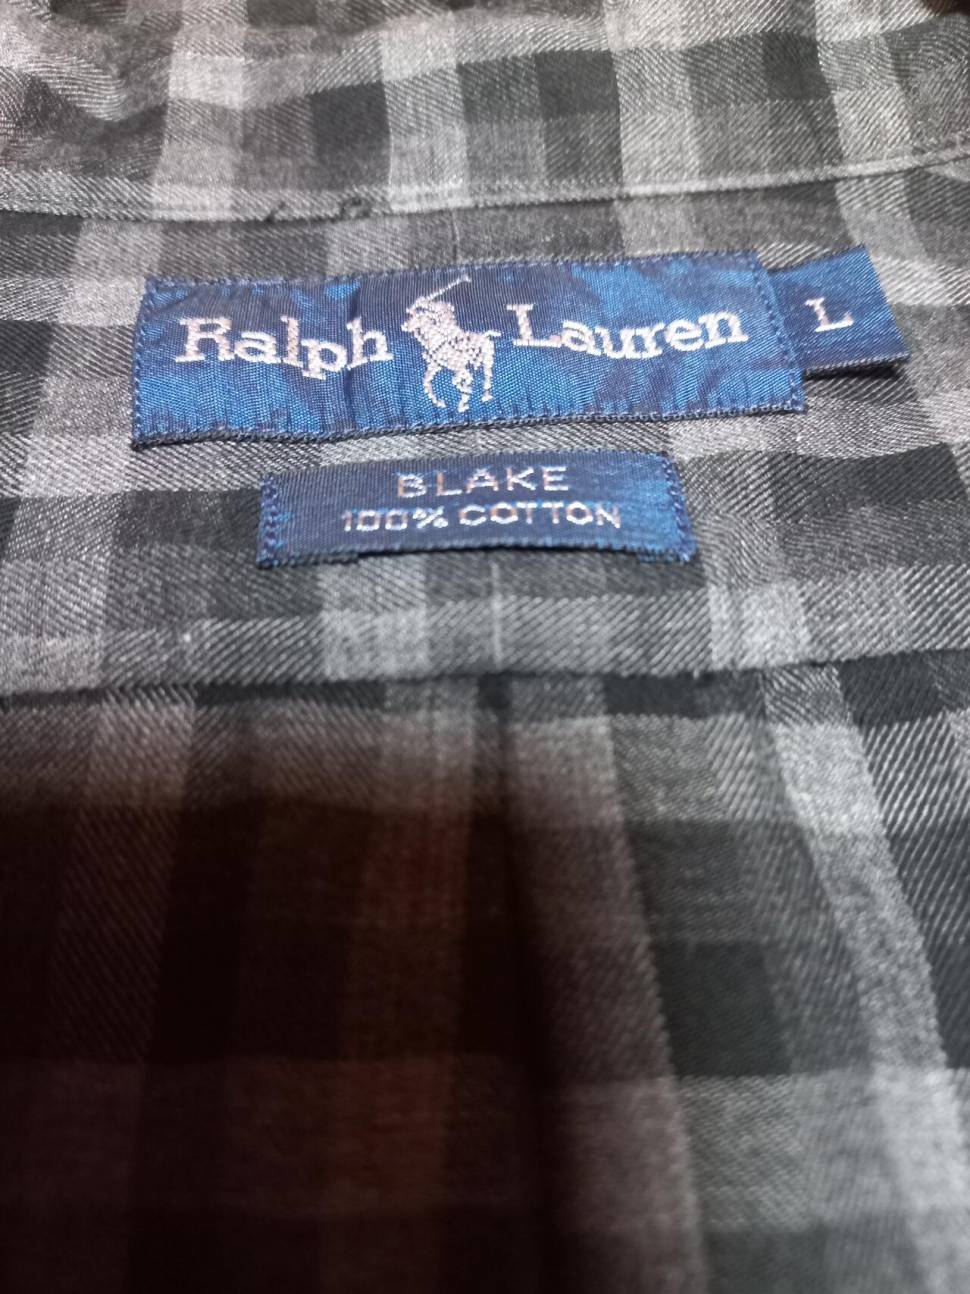 Ralph Lauren L
BLAKE
100% COTTON